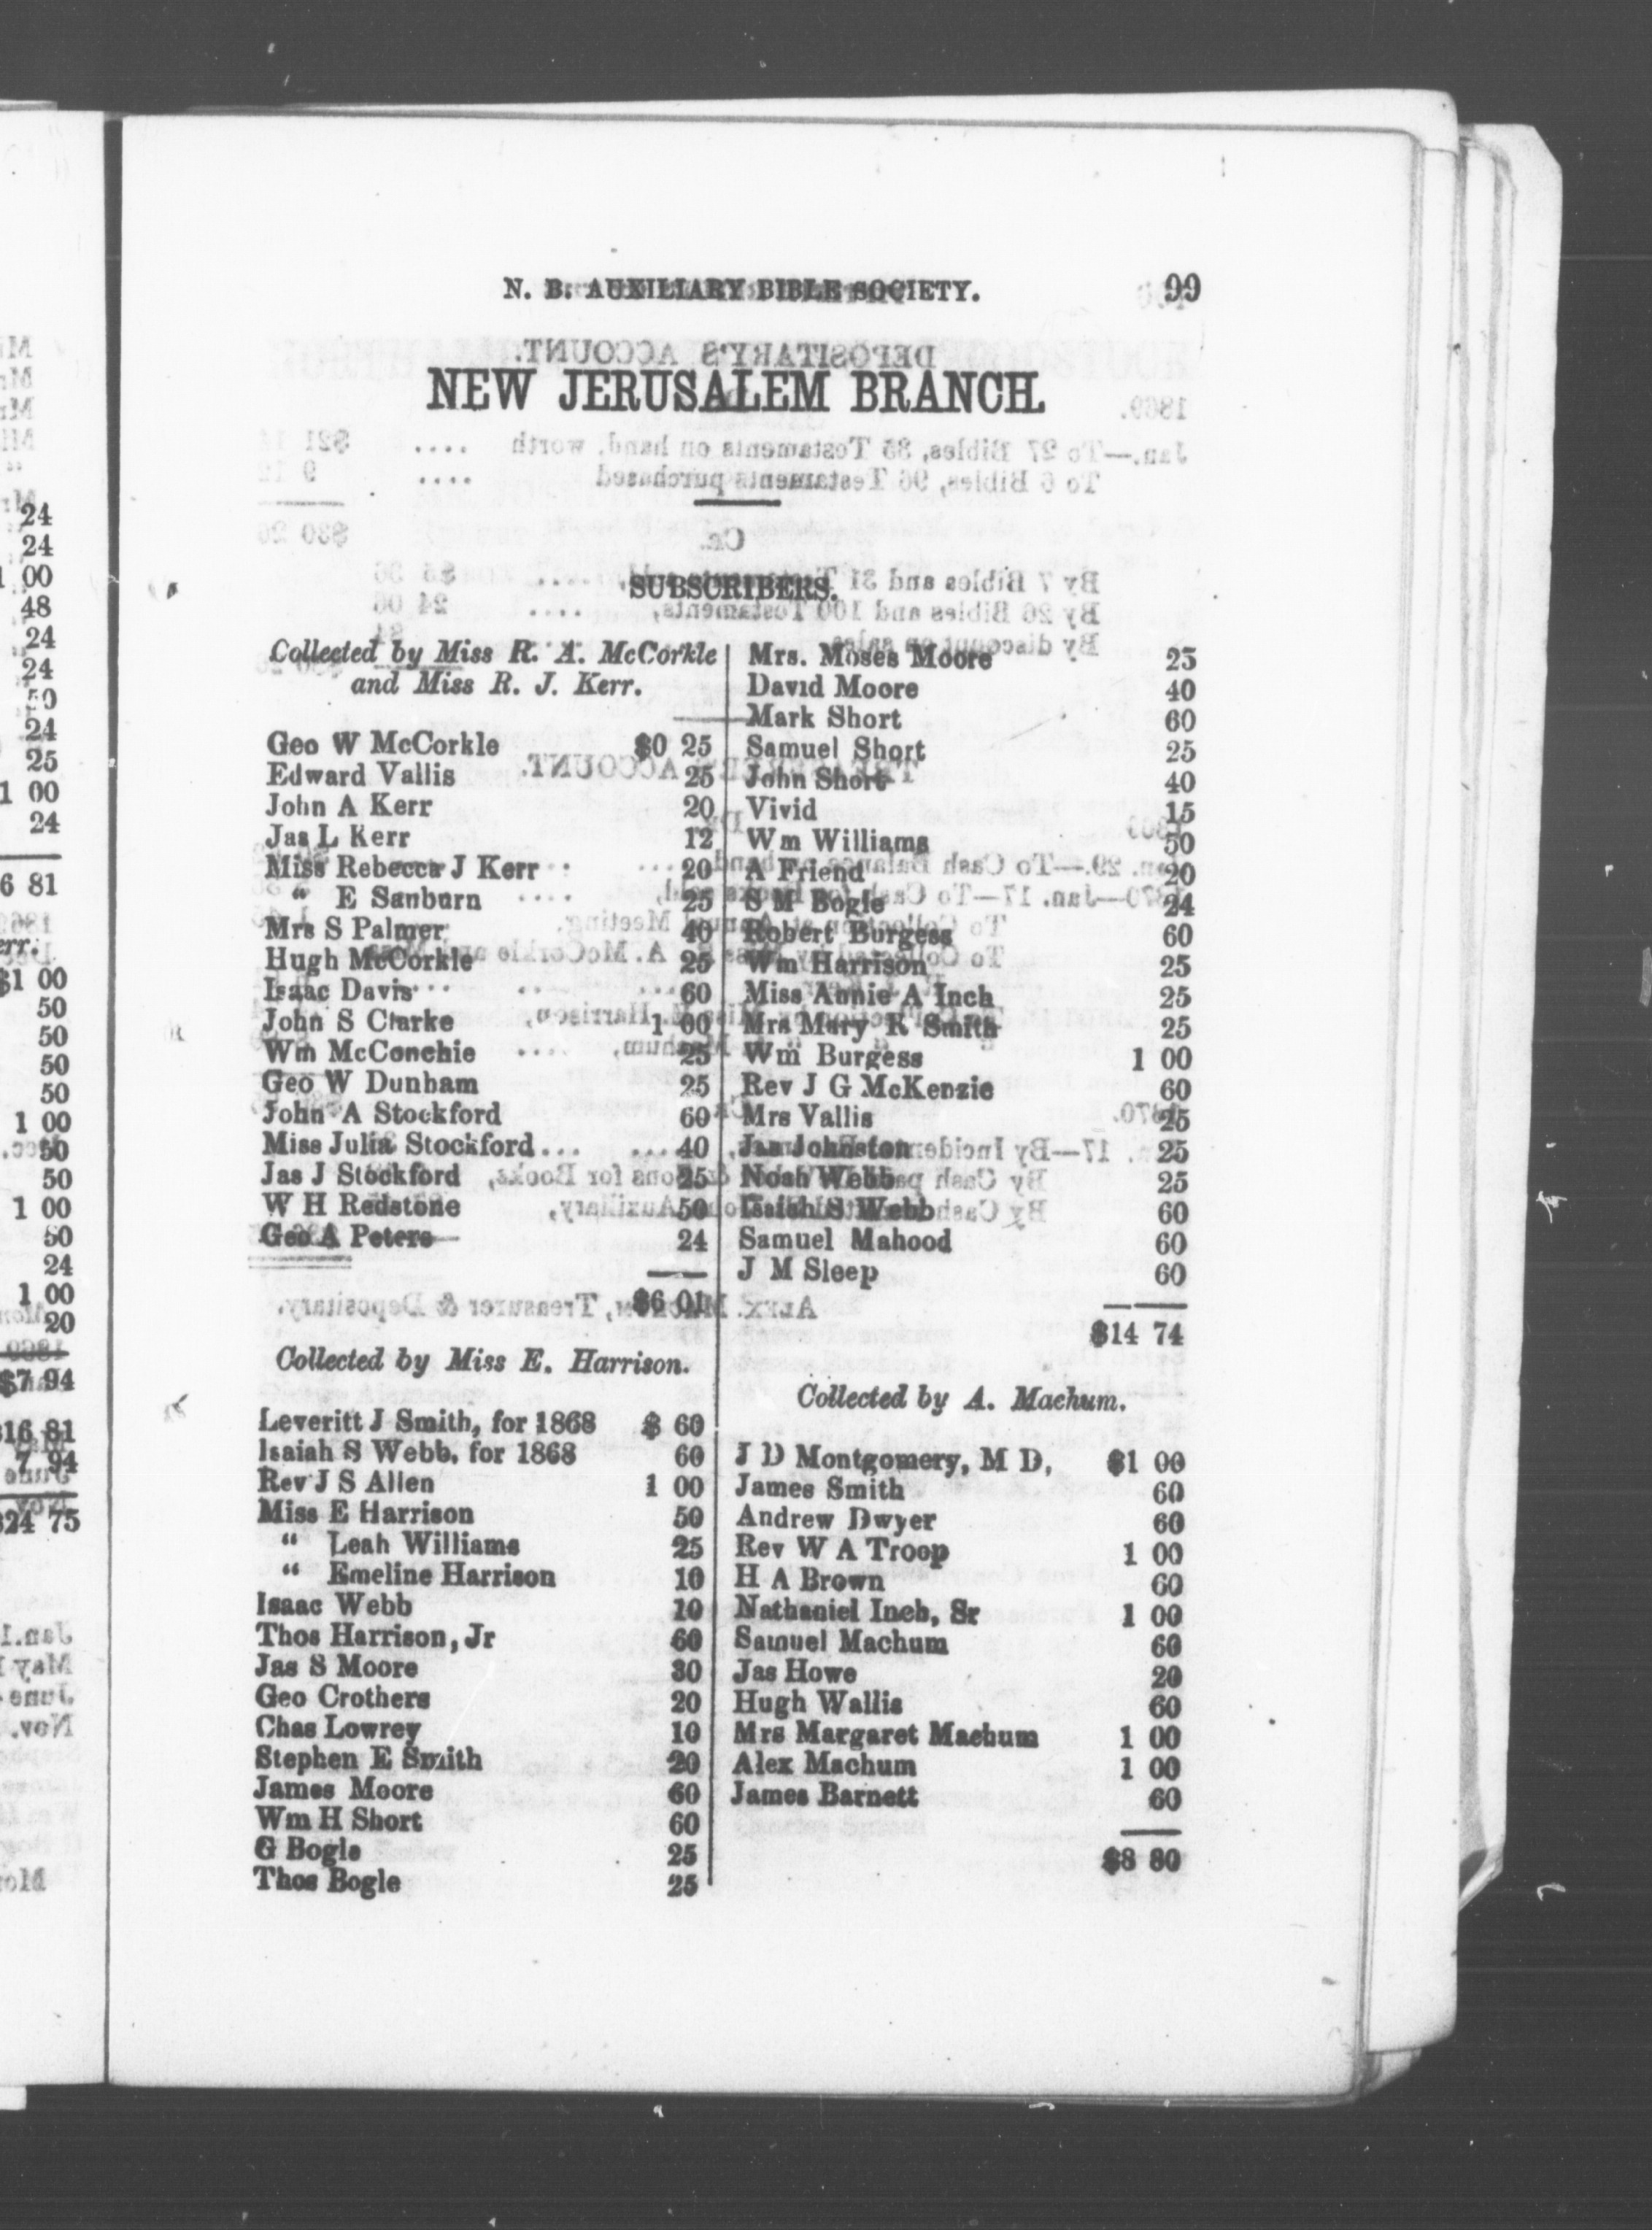 N. B. AUXILIARY BIBLE SOCIETY. 99
NEW JERUSALEM BRANCH.
SUBSCRIBERS.
Collected by Miss R. A. McCorkle
and Miss R. J. Kerr.
Geo W McCorkle $0 25
Edward Vallis 25
John A Kerr 20
Jas L Kerr 12
Miss Rebecca J Kerr 20
“ E Sanburn 25
Mrs S Palmer 40
Hugh McCorkle 25
Isaac Davis 60
John S Clarke 1 00
Wm McConchie 25
Geo W Dunham 25
John A Stockford 60
Miss Julia Stockford... ....40
Jas J Stockford 25
W H Redstone 50
Geo A Peters 24
$6 01
Collected by Miss E. Harrison.
Leveritt J Smith, for 1868 $ 60
Isaiah S Webb, for 1868 60
Rev J S Allen 1 00
Miss E Harrison 50
“ Leah Williams 25
“ Emeline Harrison 10
Isaac Webb 10
Thos Harrison, Jr 60
Jas S Moore 30
Geo Crothers 20
Chas Lowrey 10
Stephen E Smith 20
James Moore 60
Wm H Short 60
G Bogle 25
Thos Bogle 25
Mrs. Moses Moore 25
David Moore 40
Mark Short 60
Samuel Short 25
John Short 40
Vivid 15
Wm Williams 50
A Friend 20
S M Bogle 24
Robert Burgess 60
Wm Harrison 25
Miss Annie A Inch 25
Mrs Mary R Smith 25
Wm Burgess 1 00
Rev J G McKenzie 60
Mrs Vallis 25
Jas Johnston 25
Noah Webb 25
Isaiah S Webb 60
Samuel Mahood 60
J M Sleep 60
$14 74
Collected by A. Machum.
J D Montgomery, M D, $1 00
James Smith 60
Andrew Dwyer 60
Rev W A Troop 1 00
H A Brown 60
Nathaniel Inch, Sr 1 00
Samuel Machum 60
Jas Howe 20
Hugh Wallis 60
Mrs Margaret Machum 1 00
Alex Machum 1 00
James Barnett 60
$8 80